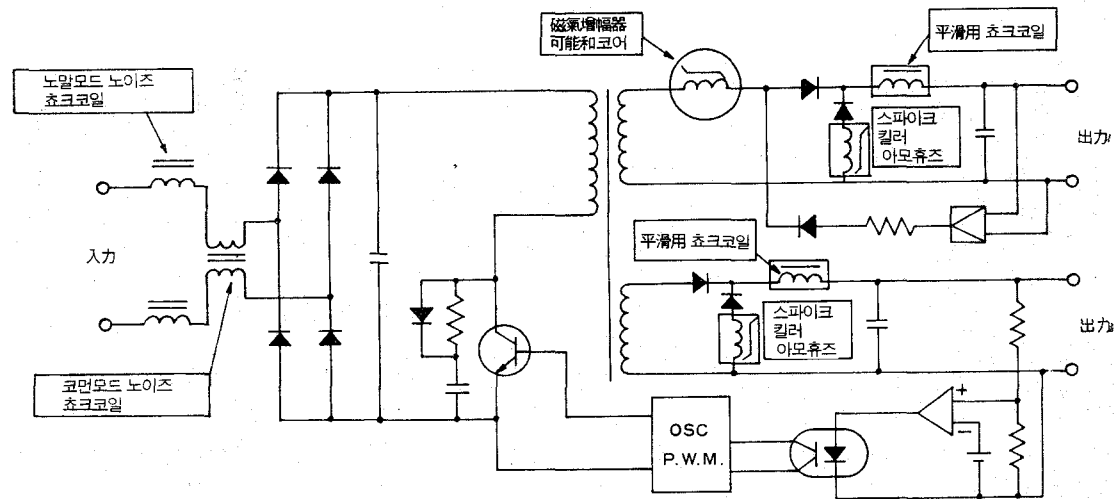 磁氣增幅器
可能和코어
平滑用 쵸크코일
노말모드 노이즈
쵸크코일
스파이크
킬러
아모휴즈
出力
入力
平滑用 쵸크코일
스파이크
킬러
아모휴즈
出力
코먼모드 노이즈
쵸크코일
+
−
OSC
P.W.M.